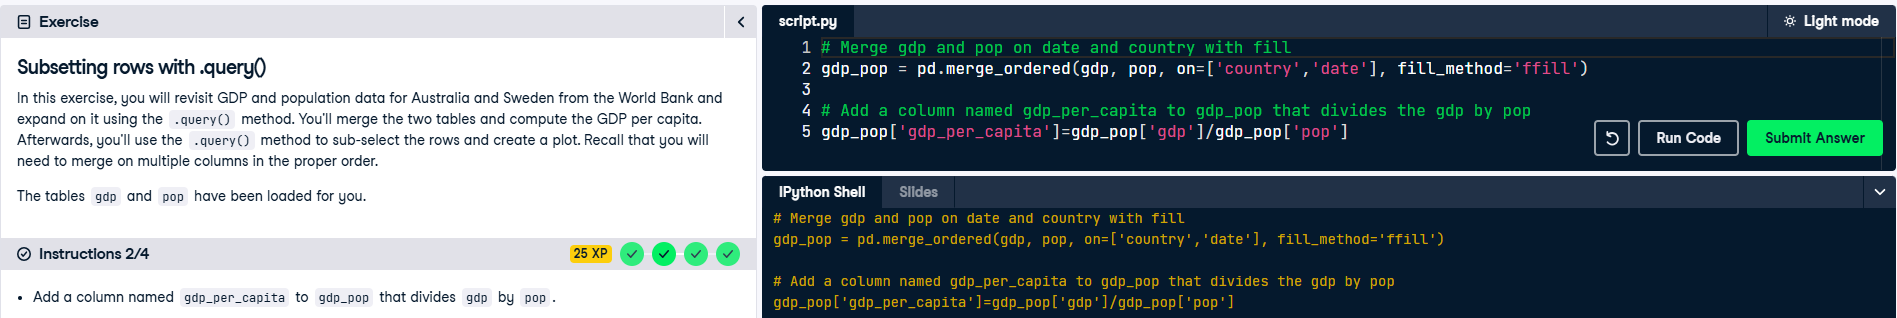 Exercise
Subsetting rows with .query()
In this exercise, you will revisit GDP and population data for Australia and Sweden from the World Bank and
expand on it using the .query() method. You'll merge the two tables and compute the GDP per capita.
Afterwards, you'll use the .query() method to sub-select the rows and create a plot. Recall that you will
need to merge on multiple columns in the proper order.
The tables gdp and pop have been loaded for you.
Instructions 2/4
25 XP
• Add a column named gdp_per_capita to gdp_pop that divides gdp by pop.
script.py
Light mode
1 # Merge gdp and pop on date and country with fill
2 gdp_pop = pd.merge_ordered(gdp, pop, on=['country','date'], fill_method='ffill')
3
4 # Add a column named gdp_per_capita to gdp_pop that divides the gdp by pop
5 gdp_pop['gdp_per_capita']=gdp_pop['gdp']/gdp_pop['pop']
Run Code
Submit Answer
IPython Shell
Slides
# Merge gdp and pop on date and country with fill
gdp_pop = pd.merge_ordered(gdp, pop, on=['country','date'], fill_method='ffill')
# Add a column named gdp_per_capita to gdp_pop that divides the gdp by pop
gdp_pop['gdp_per_capita']=gdp_pop['gdp']/gdp_pop['pop']